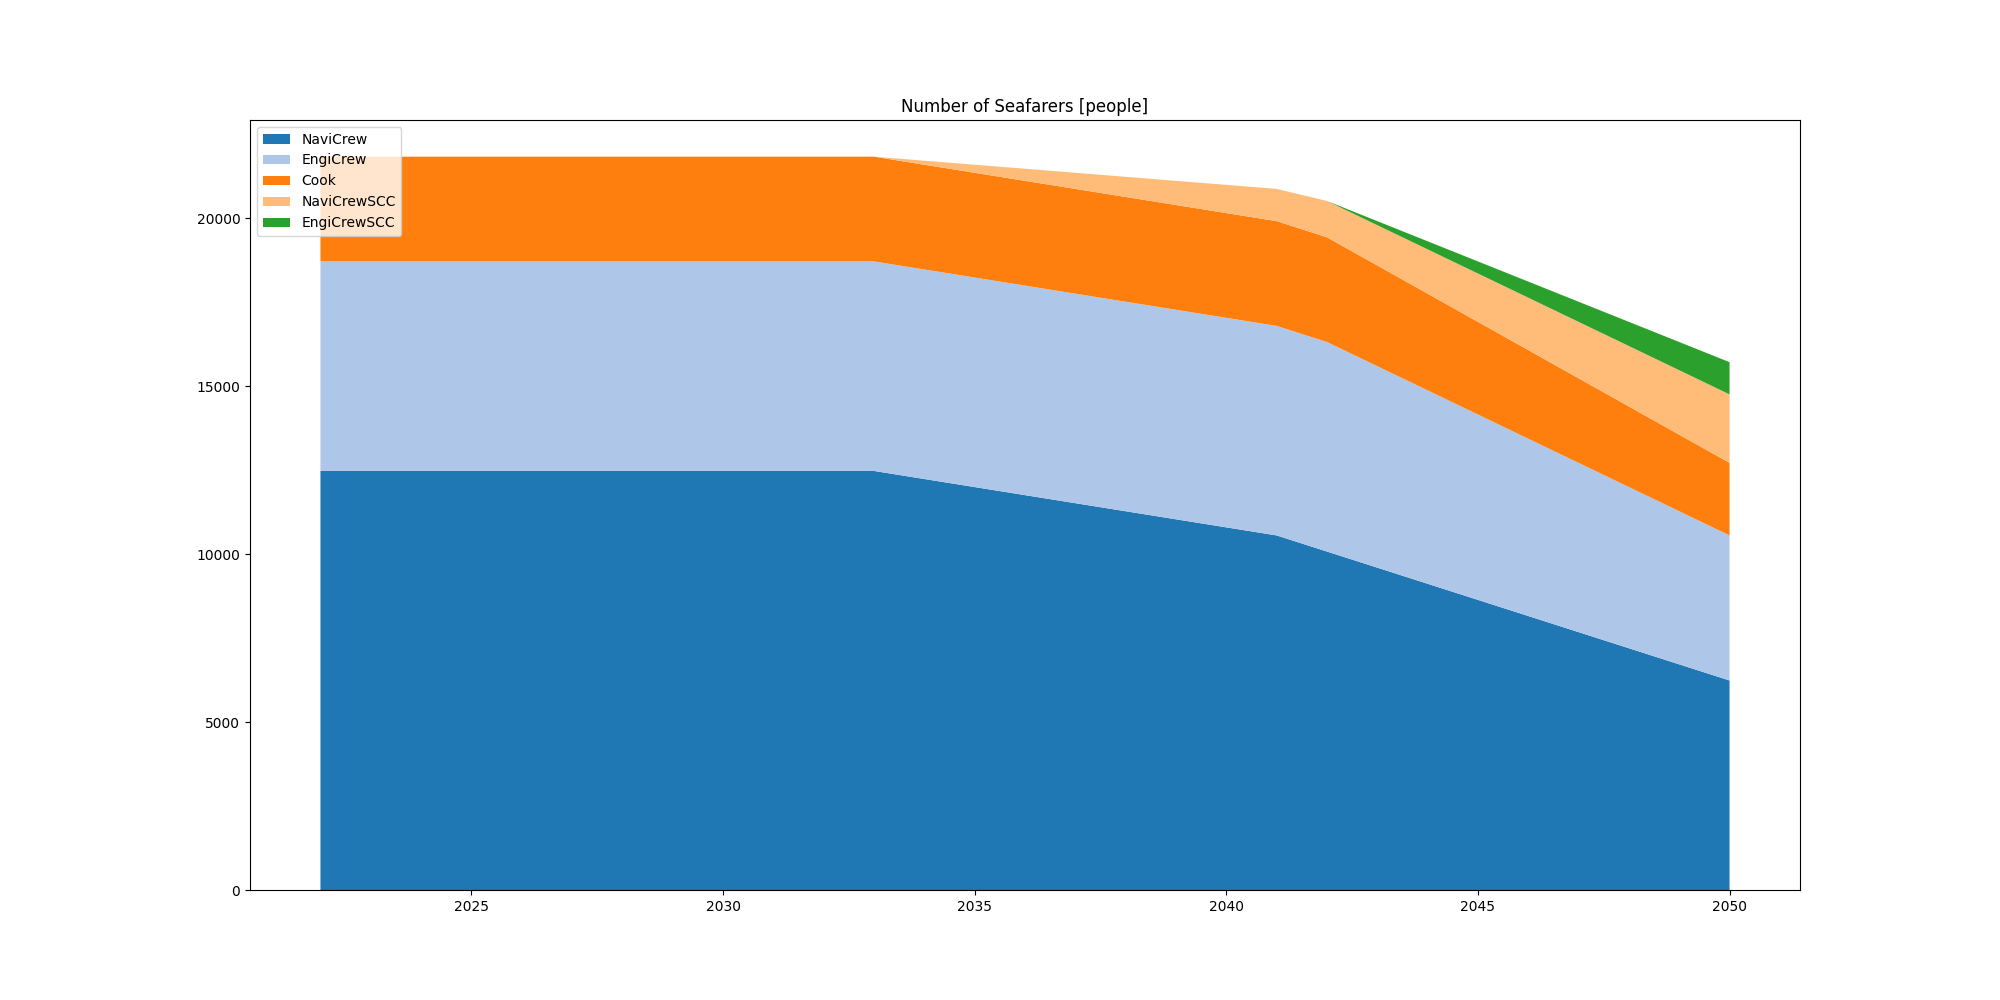 Number of Seafarers [people]
NaviCrew
EngiCrew
Cook
NaviCrewSCC
EngiCrewSCC
20000
15000
10000
5000
0
2025 2030 2035 2040 2045 2050